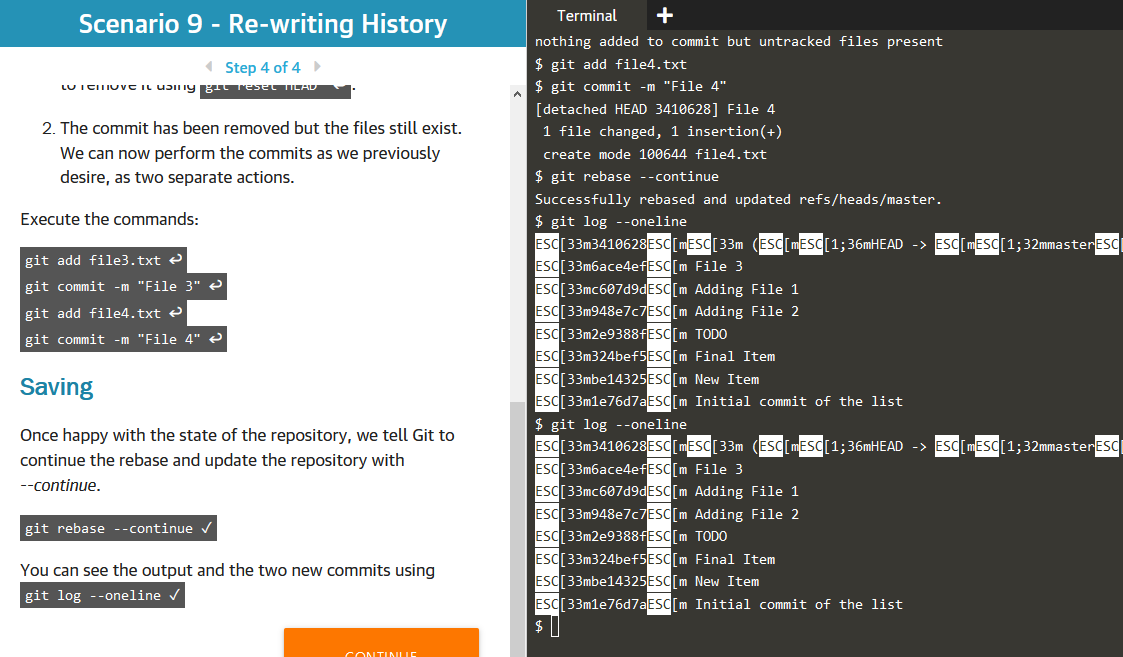 Scenario 9 - Re-writing History
Step 4 of 4
to remove it using git reset HEAD^ ↩.
2. The commit has been removed but the files still exist.
We can now perform the commits as we previously
desire, as two separate actions.
Execute the commands:
git add file3.txt ↩
git commit -m "File 3" ↩
git add file4.txt ↩
git commit -m "File 4" ↩
Saving
Once happy with the state of the repository, we tell Git to
continue the rebase and update the repository with
--continue.
git rebase --continue ✓
You can see the output and the two new commits using
git log --oneline ✓
CONTINUE
Terminal
nothing added to commit but untracked files present
$ git add file4.txt
$ git commit -m "File 4"
[detached HEAD 3410628] File 4
1 file changed, 1 insertion(+)
create mode 100644 file4.txt
$ git rebase --continue
Successfully rebased and updated refs/heads/master.
$ git log --oneline
ESC[33m3410628ESC[mESC[33m (ESC[mESC[1;36mHEAD -> ESC[mESC[1;32mmasterESC[
ESC[33m6ace4efESC[m File 3
ESC[33mc607d9dESC[m Adding File 1
ESC[33m948e7c7ESC[m Adding File 2
ESC[33m2e9388fESC[m TODO
ESC[33m324bef5ESC[m Final Item
ESC[33mbe14325ESC[m New Item
ESC[33m1e76d7aESC[m Initial commit of the list
$ git log --oneline
ESC[33m3410628ESC[mESC[33m (ESC[mESC[1;36mHEAD -> ESC[mESC[1;32mmasterESC[
ESC[33m6ace4efESC[m File 3
ESC[33mc607d9dESC[m Adding File 1
ESC[33m948e7c7ESC[m Adding File 2
ESC[33m2e9388fESC[m TODO
ESC[33m324bef5ESC[m Final Item
ESC[33mbe14325ESC[m New Item
ESC[33m1e76d7aESC[m Initial commit of the list
$